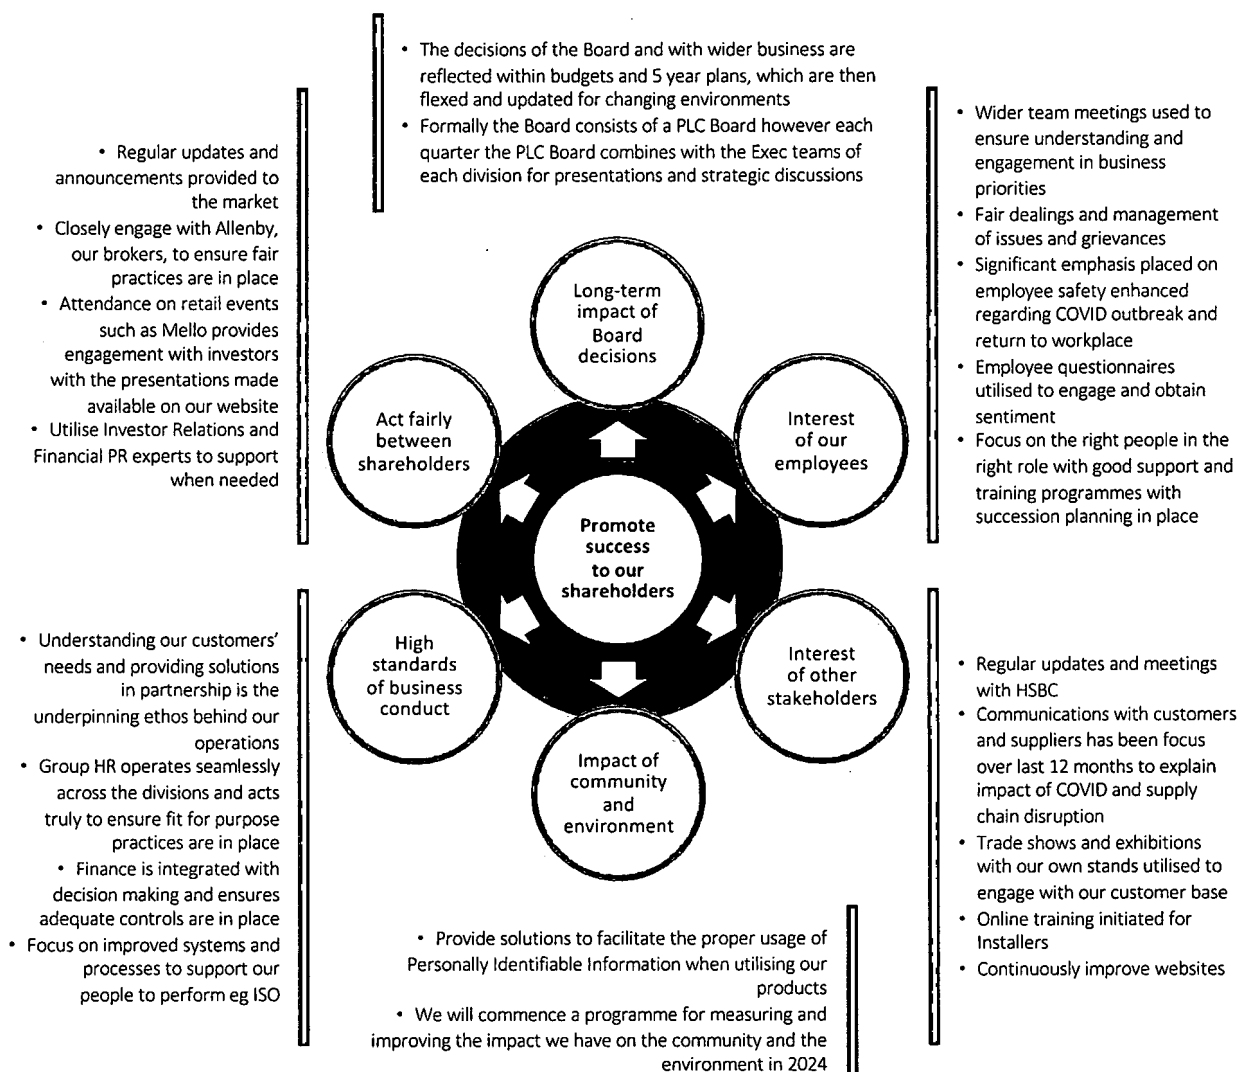 • The decisions of the Board and with wider business are
reflected within budgets and 5 year plans, which are then
flexed and updated for changing environments
• Formally the Board consists of a PLC Board however each
quarter the PLC Board combines with the Exec teams of
each division for presentations and strategic discussions
• Regular updates and
announcements provided to
the market
• Closely engage with Allenby,
our brokers, to ensure fair
practices are in place
• Attendance on retail events
such as Mello provides
engagement with investors
with the presentations made
available on our website
• Utilise Investor Relations and
Financial PR experts to support
when needed
• Wider team meetings used to
ensure understanding and
engagement in business
priorities
• Fair dealings and management
of issues and grievances
• Significant emphasis placed on
employee safety enhanced
regarding COVID outbreak and
return to workplace
• Employee questionnaires
utilised to engage and obtain
sentiment
• Focus on the right people in the
right role with good support and
training programmes with
succession planning in place
Long-term
impact of
Board
decisions
Act fairly
between
shareholders
Interest
of our
employees
Promote
success
to our
shareholders
High
standards
of business
conduct
Interest
of other
stakeholders
Impact of
community
and
environment
• Understanding our customers'
needs and providing solutions
in partnership is the
underpinning ethos behind our
operations
• Group HR operates seamlessly
across the divisions and acts
truly to ensure fit for purpose
practices are in place
• Finance is integrated with
decision making and ensures
adequate controls are in place
• Focus on improved systems and
processes to support our
people to perform eg ISO
• Regular updates and meetings
with HSBC
• Communications with customers
and suppliers has been focus
over last 12 months to explain
impact of COVID and supply
chain disruption
• Trade shows and exhibitions
with our own stands utilised to
engage with our customer base
• Online training initiated for
Installers
• Continuously improve websites
• Provide solutions to facilitate the proper usage of
Personally Identifiable Information when utilising our
products
• We will commence a programme for measuring and
improving the impact we have on the community and the
environment in 2024